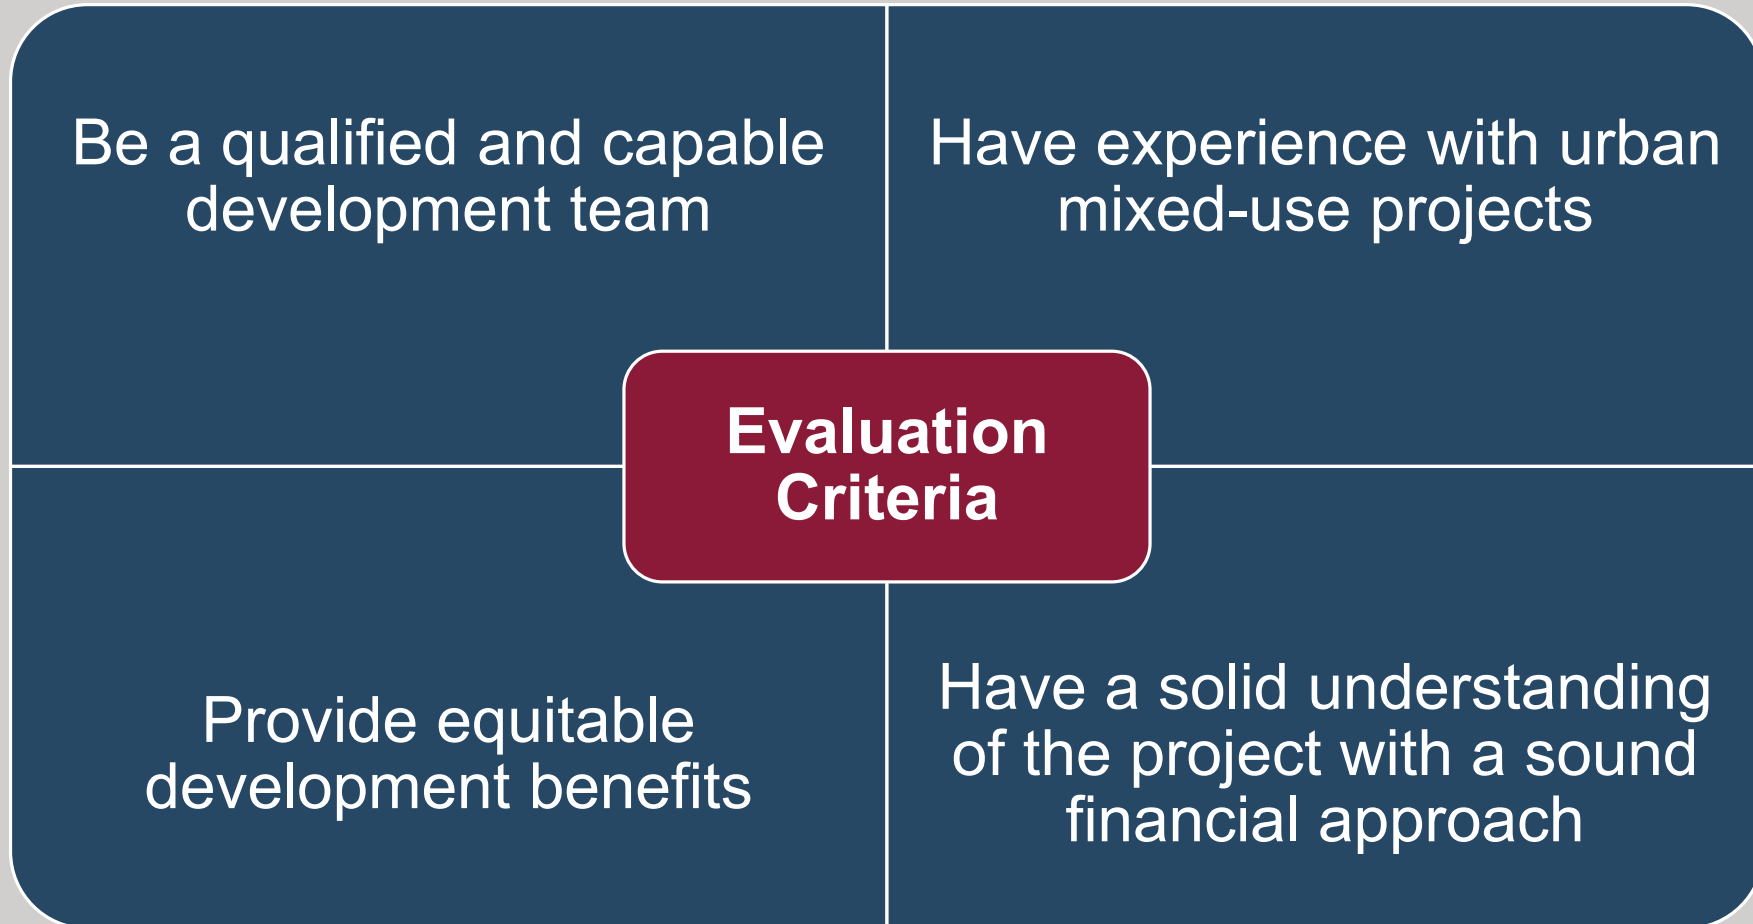 Be a qualified and capable
development team
Have experience with urban
mixed-use projects
Evaluation
Criteria
Provide equitable
development benefits
Have a solid understanding
of the project with a sound
financial approach